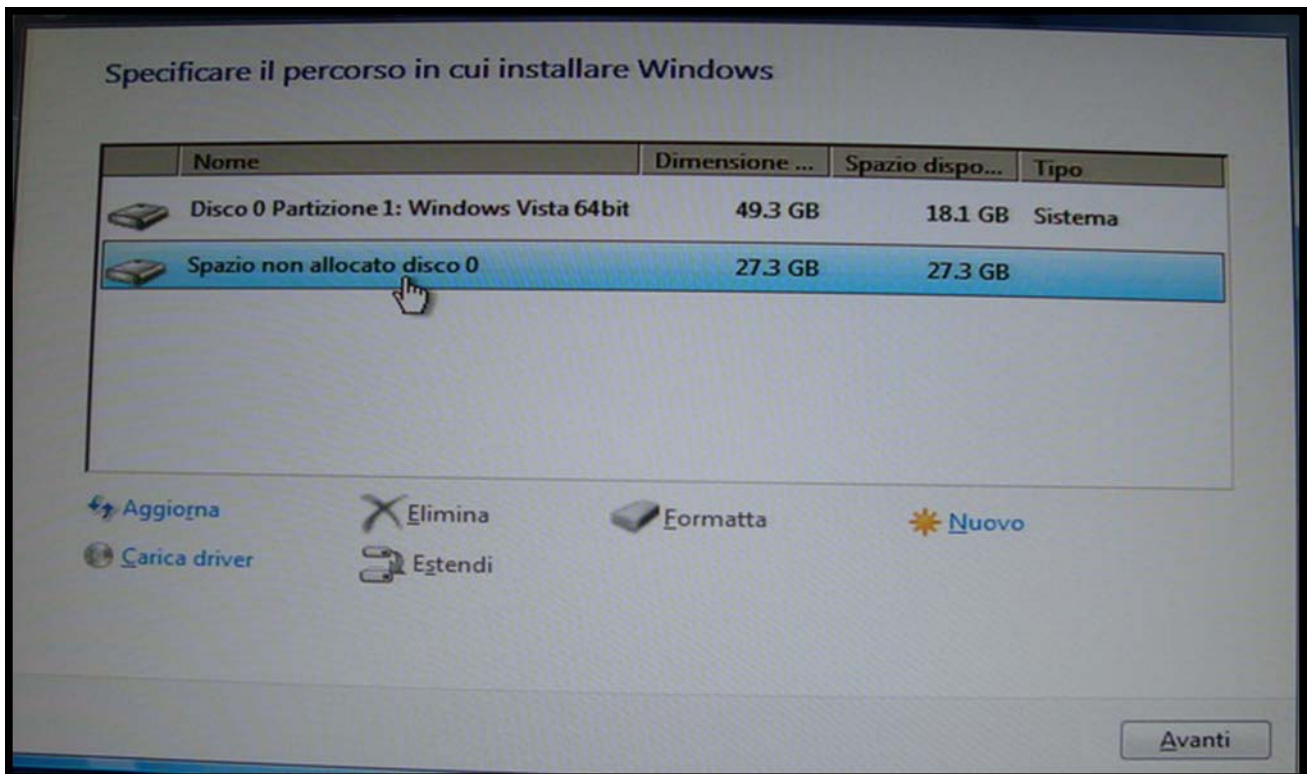 Specificare il percorso in cui installare Windows
Nome Dimensione ... Spazio dispo... Tipo
Disco 0 Partizione 1: Windows Vista 64bit 49.3 GB 18.1 GB Sistema
Spazio non allocato disco 0 27.3 GB 27.3 GB
Aggiorna Elimina Formatta Nuovo
Carica driver Estendi
Avanti